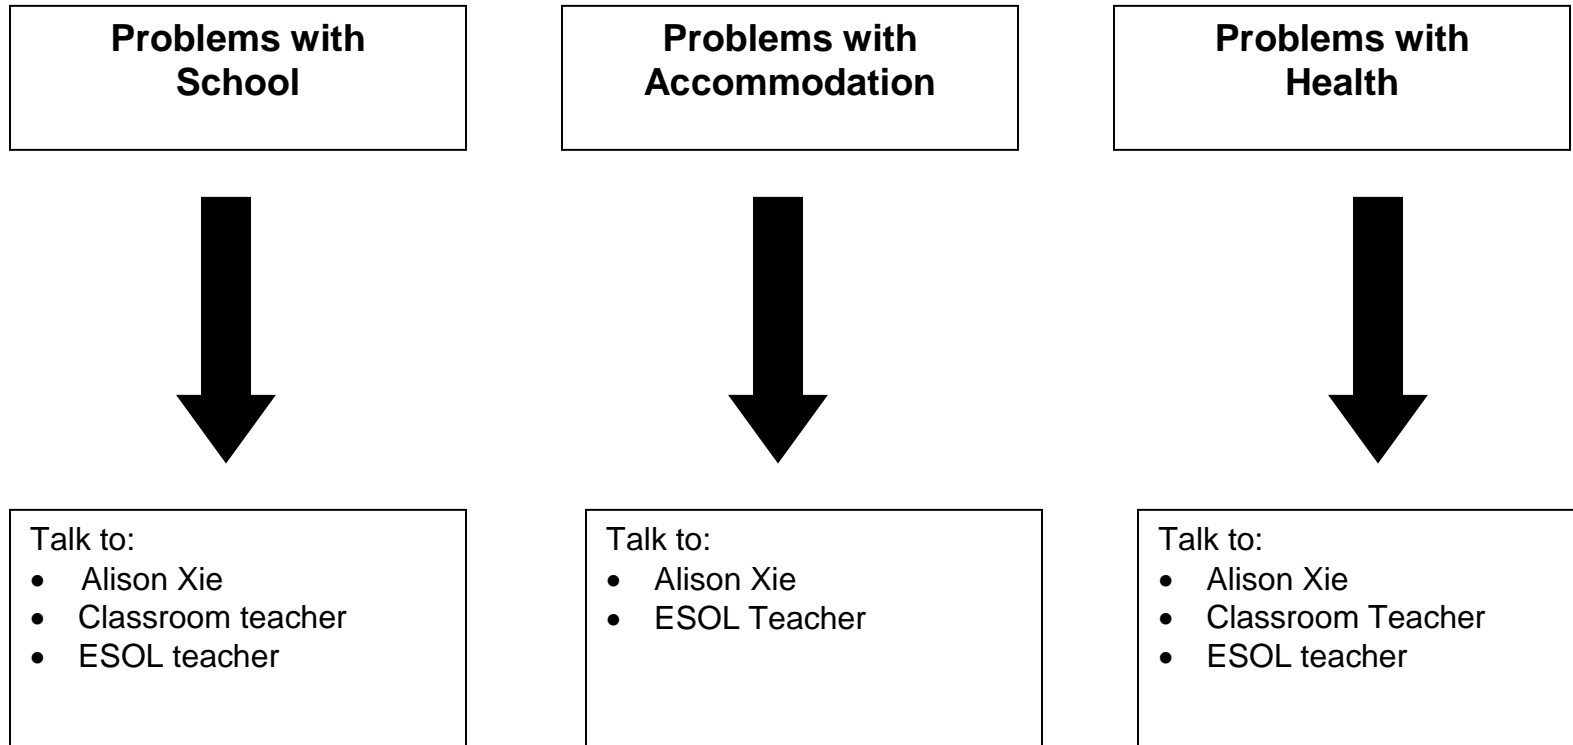 Problems with
School
Problems with
Accommodation
Problems with
Health
Talk to:
• Alison Xie
• Classroom teacher
• ESOL teacher
Talk to:
• Alison Xie
• ESOL Teacher
Talk to:
• Alison Xie
• Classroom Teacher
• ESOL teacher